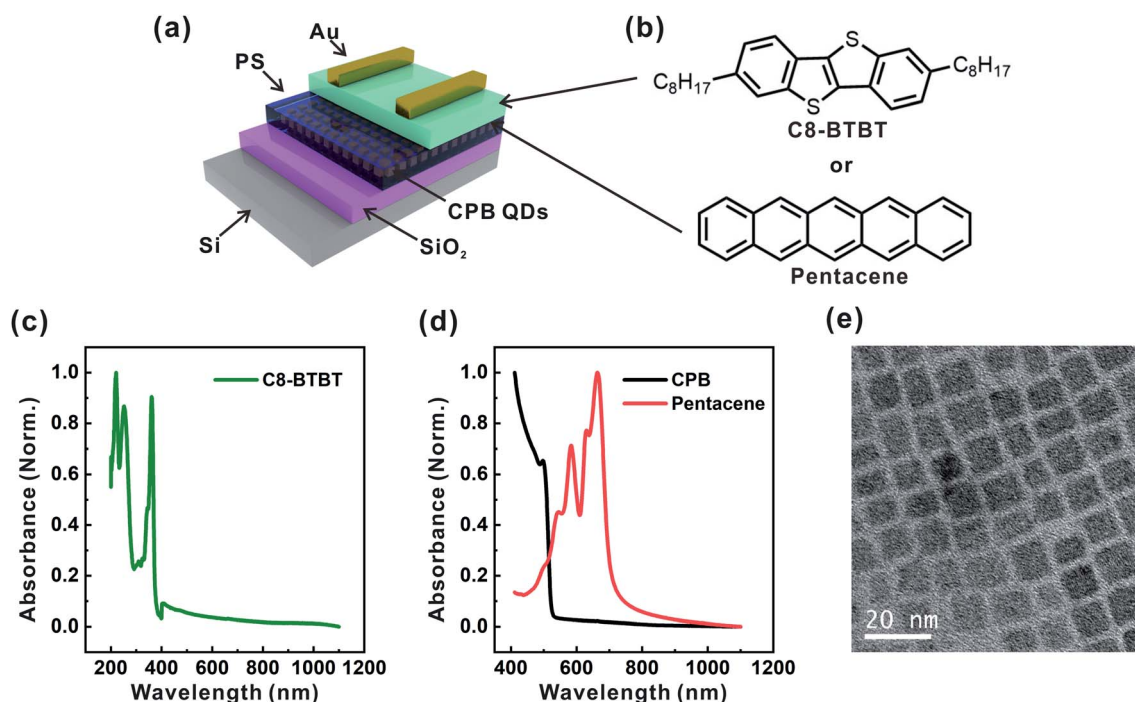 (a)
Au
PS
CPB QDs
Si
SiO₂
(b)
S
C₈H₁₇
C₈H₁₇
S
C8-BTBT
or
Pentacene
(c)
C8-BTBT
1.0
0.8
0.6
0.4
0.2
0.0
Absorbance (Norm.)
200 400 600 800 1000 1200
Wavelength (nm)
(d)
CPB
Pentacene
1.0
0.8
0.6
0.4
0.2
0.0
Absorbance (Norm.)
400 600 800 1000 1200
Wavelength (nm)
(e)
20 nm